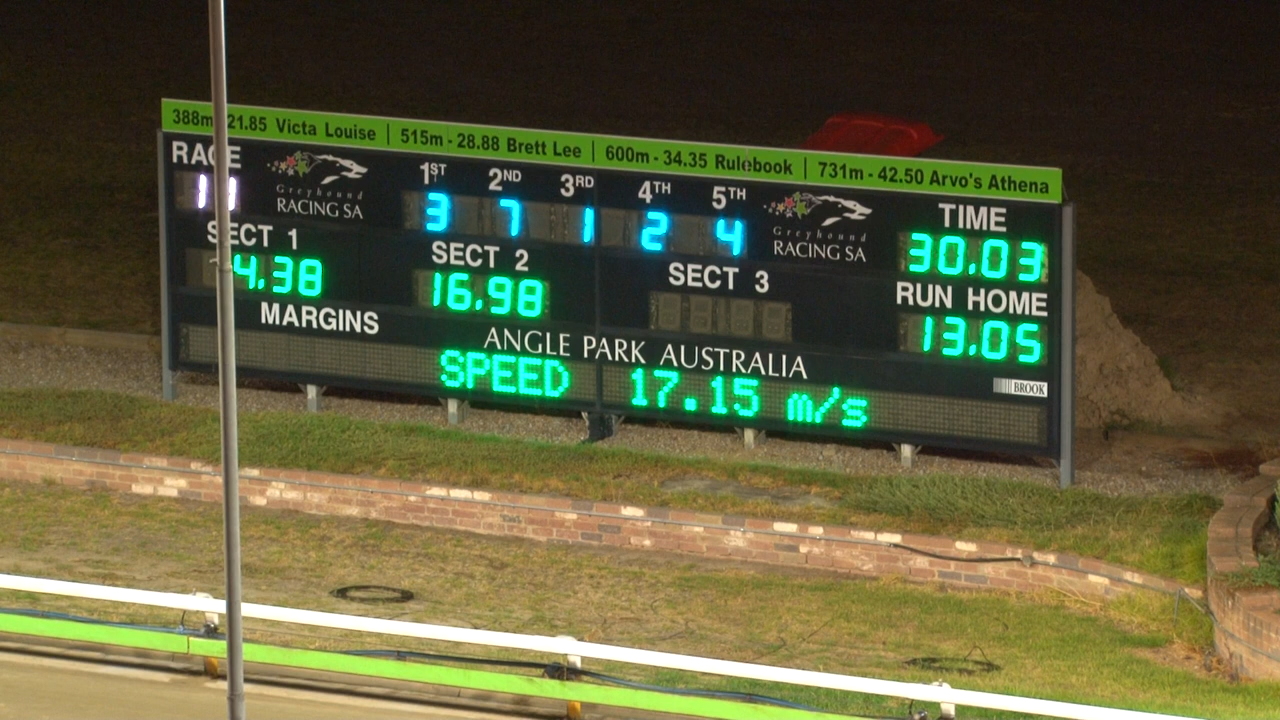 388m 21.85 Victa Louise | 515m - 28.88 Brett Lee | 600m - 34.35 Rulebook | 731m - 42.50 Arvo's Athena
RACE
Greyhound
RACING SA
1ST 2ND 3RD 4TH 5TH
Greyhound
RACING SA
TIME
11
3 7 1 2 4
30.03
SECT 1
SECT 2
SECT 3
RUN HOME
4.38
16.98
13.05
MARGINS
ANGLE PARK AUSTRALIA
BROOK
SPEED 17.15 m/s